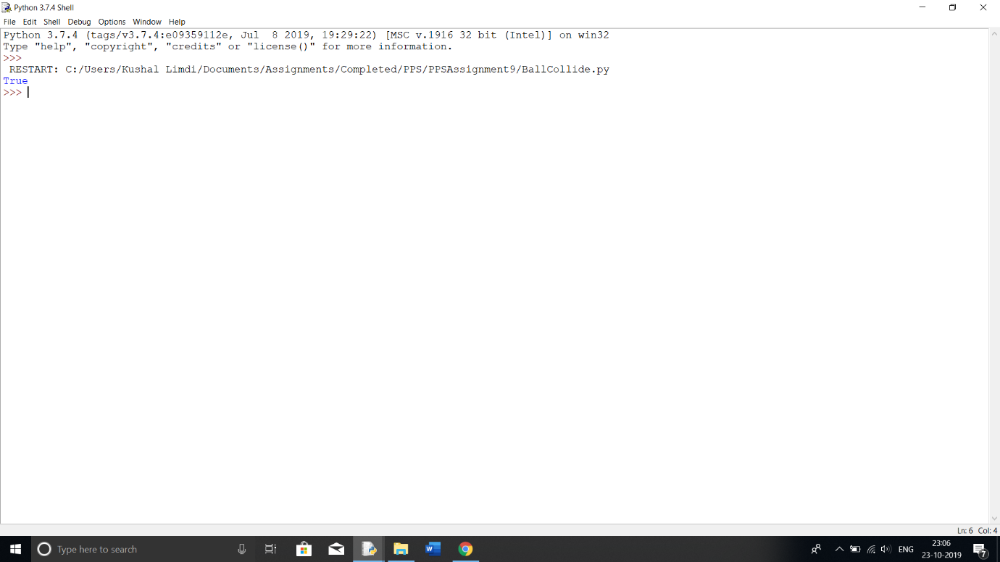 Python 3.7.4 Shell
File Edit Shell Debug Options Window Help
Python 3.7.4 (tags/v3.7.4:e09359112e, Jul  8 2019, 19:29:22) [MSC v.1916 32 bit (Intel)] on win32
Type "help", "copyright", "credits" or "license()" for more information.
>>>
 RESTART: C:/Users/Kushal Limdi/Documents/Assignments/Completed/PPS/PPSAssignment9/BallCollide.py
True
>>>
Ln: 6 Col: 4
Type here to search
ENG
23:06
23-10-2019
7